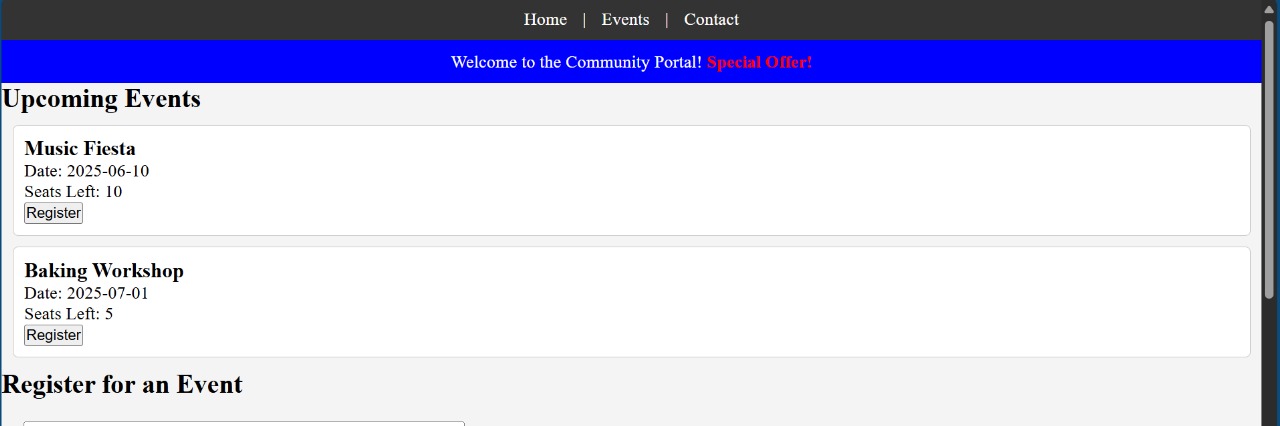 Home | Events | Contact
Welcome to the Community Portal! Special Offer!
Upcoming Events
Music Fiesta
Date: 2025-06-10
Seats Left: 10
Register
Baking Workshop
Date: 2025-07-01
Seats Left: 5
Register
Register for an Event